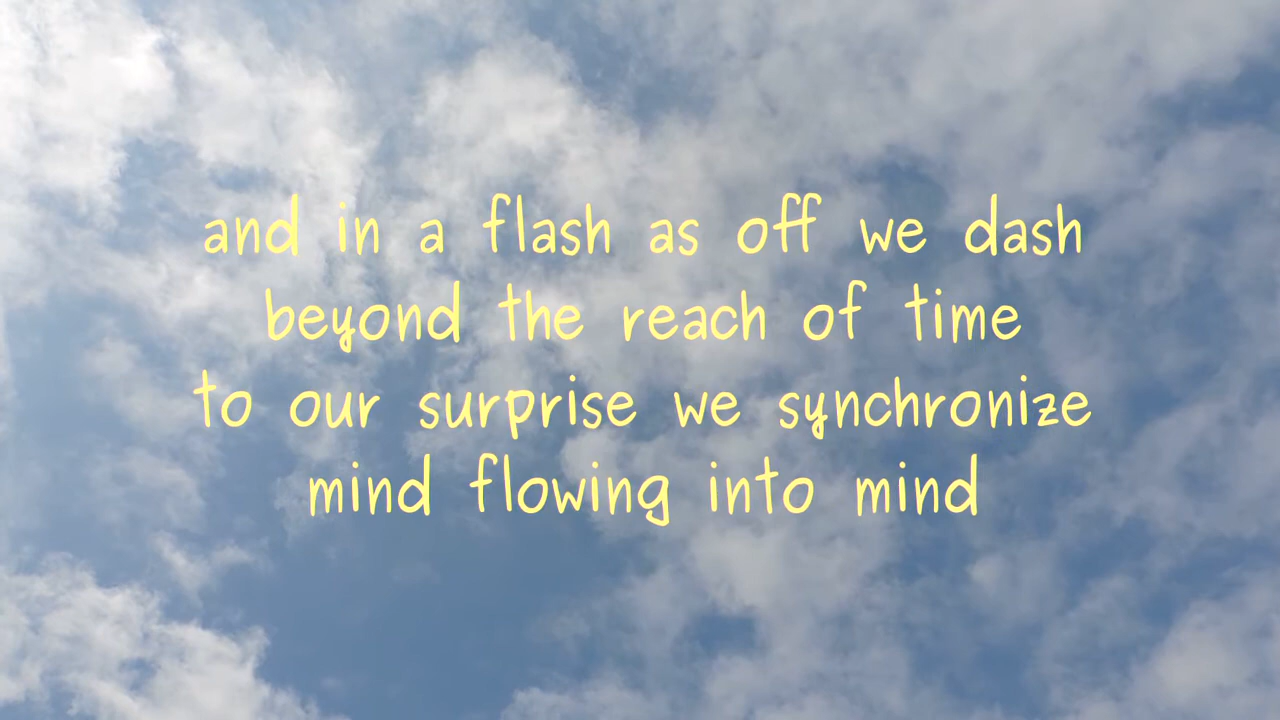 and in a flash as off we dash
beyond the reach of time
to our surprise we synchronize
mind flowing into mind